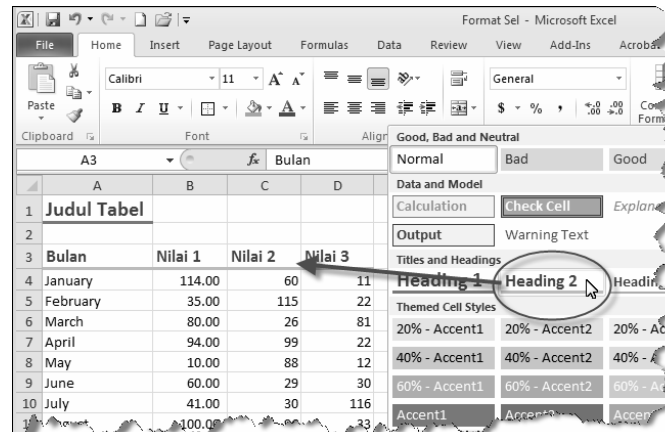 Format Sel - Microsoft Excel
File Home Insert Page Layout Formulas Data Review View Add-Ins Acrobat
Calibri 11 General
Paste
B I U $ % ,
Clipboard Font
A3 fx Bulan
Good, Bad and Neutral
Normal Bad Good
Data and Model
Calculation Check Cell
Output Warning Text
Titles and Headings
Heading 1 Heading 2
Themed Cell Styles
20% - Accent1 20% - Accent2
40% - Accent1 40% - Accent2
60% - Accent1 60% - Accent2
Accent1
A B C D
1 Judul Tabel
2
3 Bulan Nilai 1 Nilai 2 Nilai 3
4 January 114.00 60 11
5 February 35.00 115 22
6 March 80.00 26 81
7 April 94.00 99 22
8 May 10.00 88 12
9 June 60.00 29 30
10 July 41.00 30 116